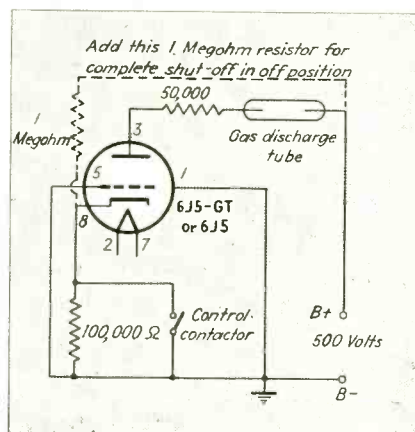 Add this 1 Megohm resistor for
complete shut-off in off position
50,000
1
Megohm
3
Gas discharge
tube
5
1
6J5-GT
or 6J5
8
2
7
B+
500 Volts
100,000 Ω
Control
contactor
B-